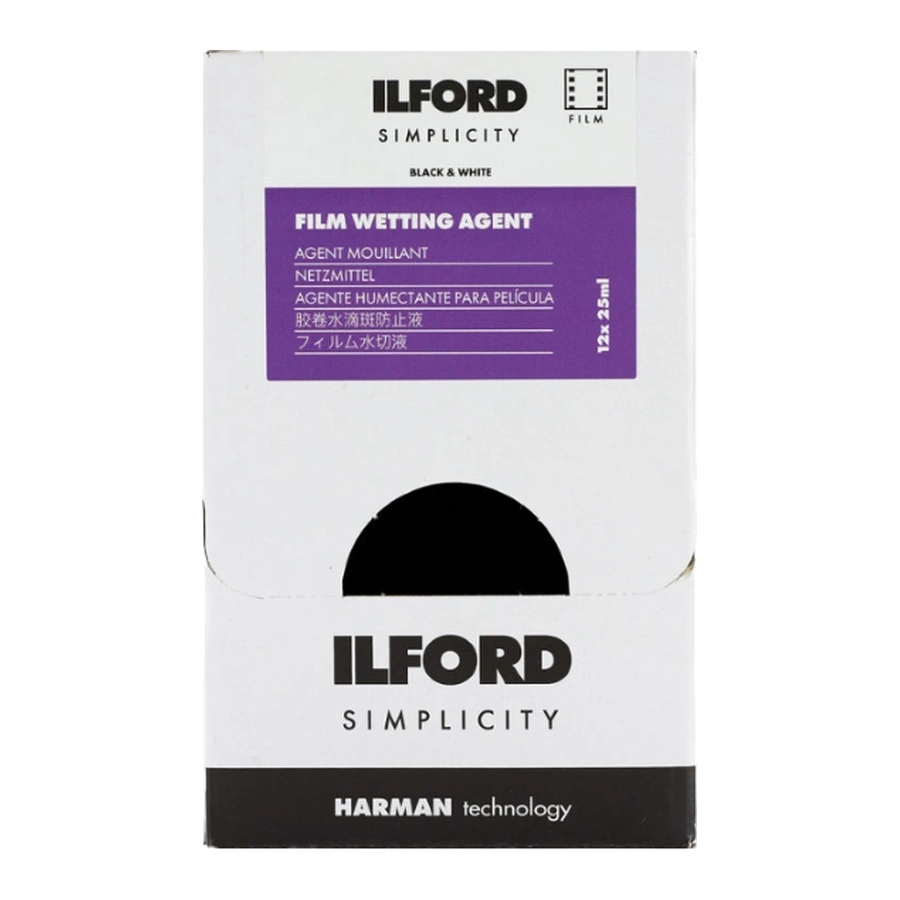 ILFORD
FILM
SIMPLICITY
BLACK & WHITE
FILM WETTING AGENT
AGENT MOUILLANT
NETZMITTEL
AGENTE HUMECTANTE PARA PELÍCULA
胶卷水滴斑防止液
フィルム水切液
12x 25ml
ILFORD
SIMPLICITY
HARMAN technology